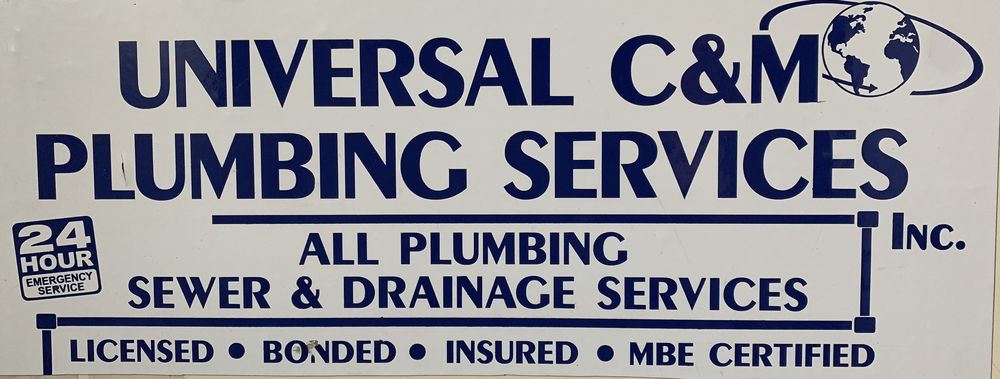 UNIVERSAL C&M
PLUMBING SERVICES
INC.
24
HOUR
EMERGENCY
SERVICE
ALL PLUMBING
SEWER & DRAINAGE SERVICES
LICENSED • BONDED • INSURED • MBE CERTIFIED